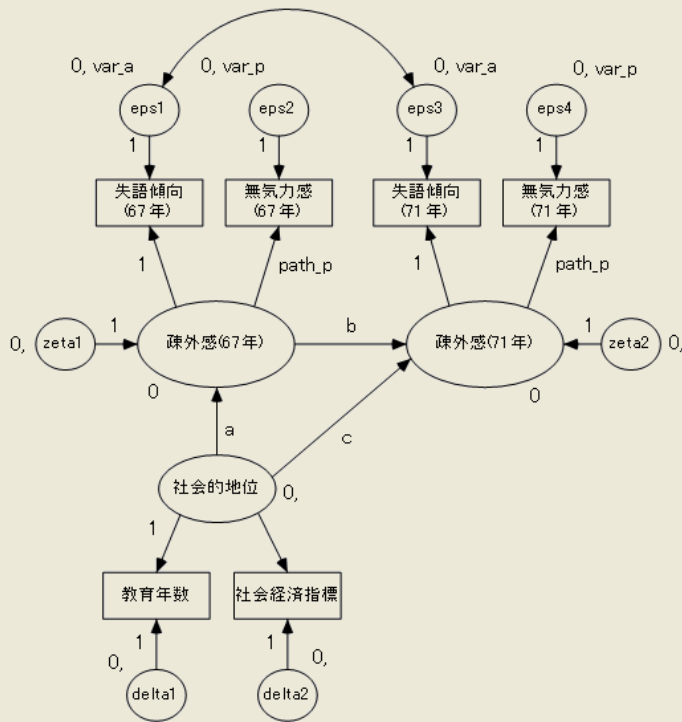 0, var_a
0, var_p
0, var_a
0, var_p
eps1
eps2
eps3
eps4
1
1
1
1
失語傾向
(67年)
無気力感
(67年)
失語傾向
(71年)
無気力感
(71年)
1
path_p
1
path_p
0,
zeta1
1
疎外感(67年)
b
疎外感(71年)
1
zeta2
0,
0
0
a
c
社会的地位
0,
1
教育年数
社会経済指標
1
1
0,
0,
delta1
delta2